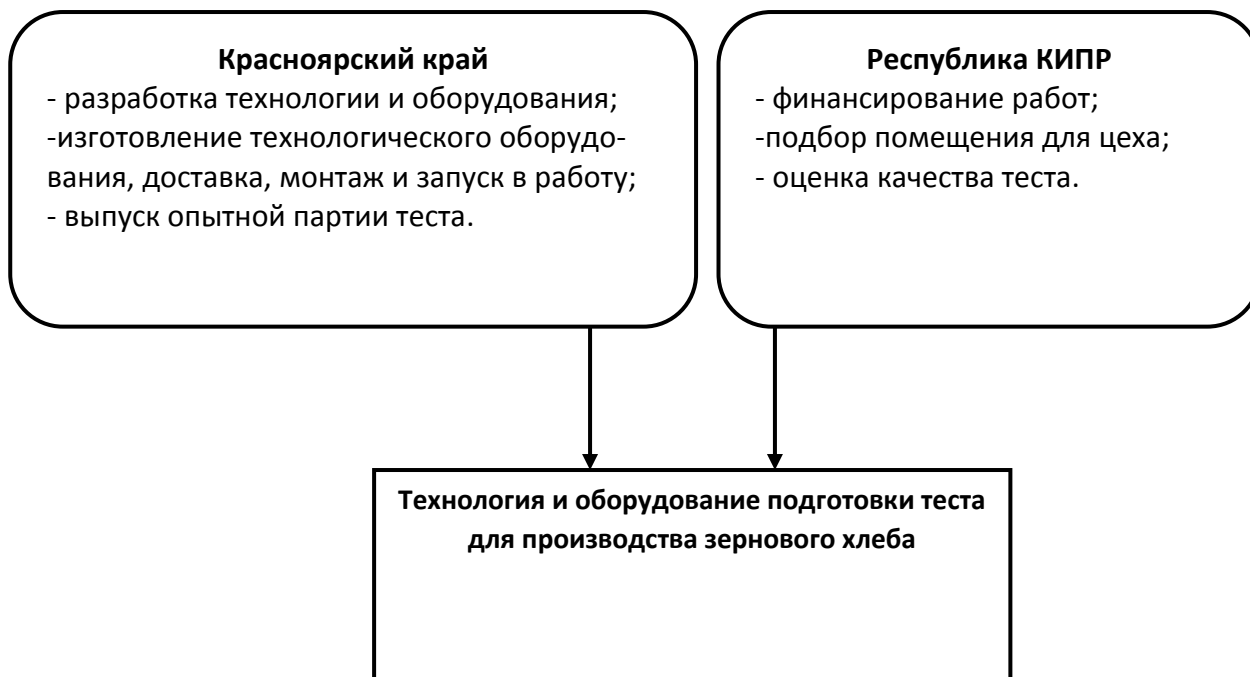 Красноярский край
- разработка технологии и оборудования;
-изготовление технологического оборудо-
вания, доставка, монтаж и запуск в работу;
- выпуск опытной партии теста.
Республика КИПР
- финансирование работ;
-подбор помещения для цеха;
- оценка качества теста.
Технология и оборудование подготовки теста
для производства зернового хлеба